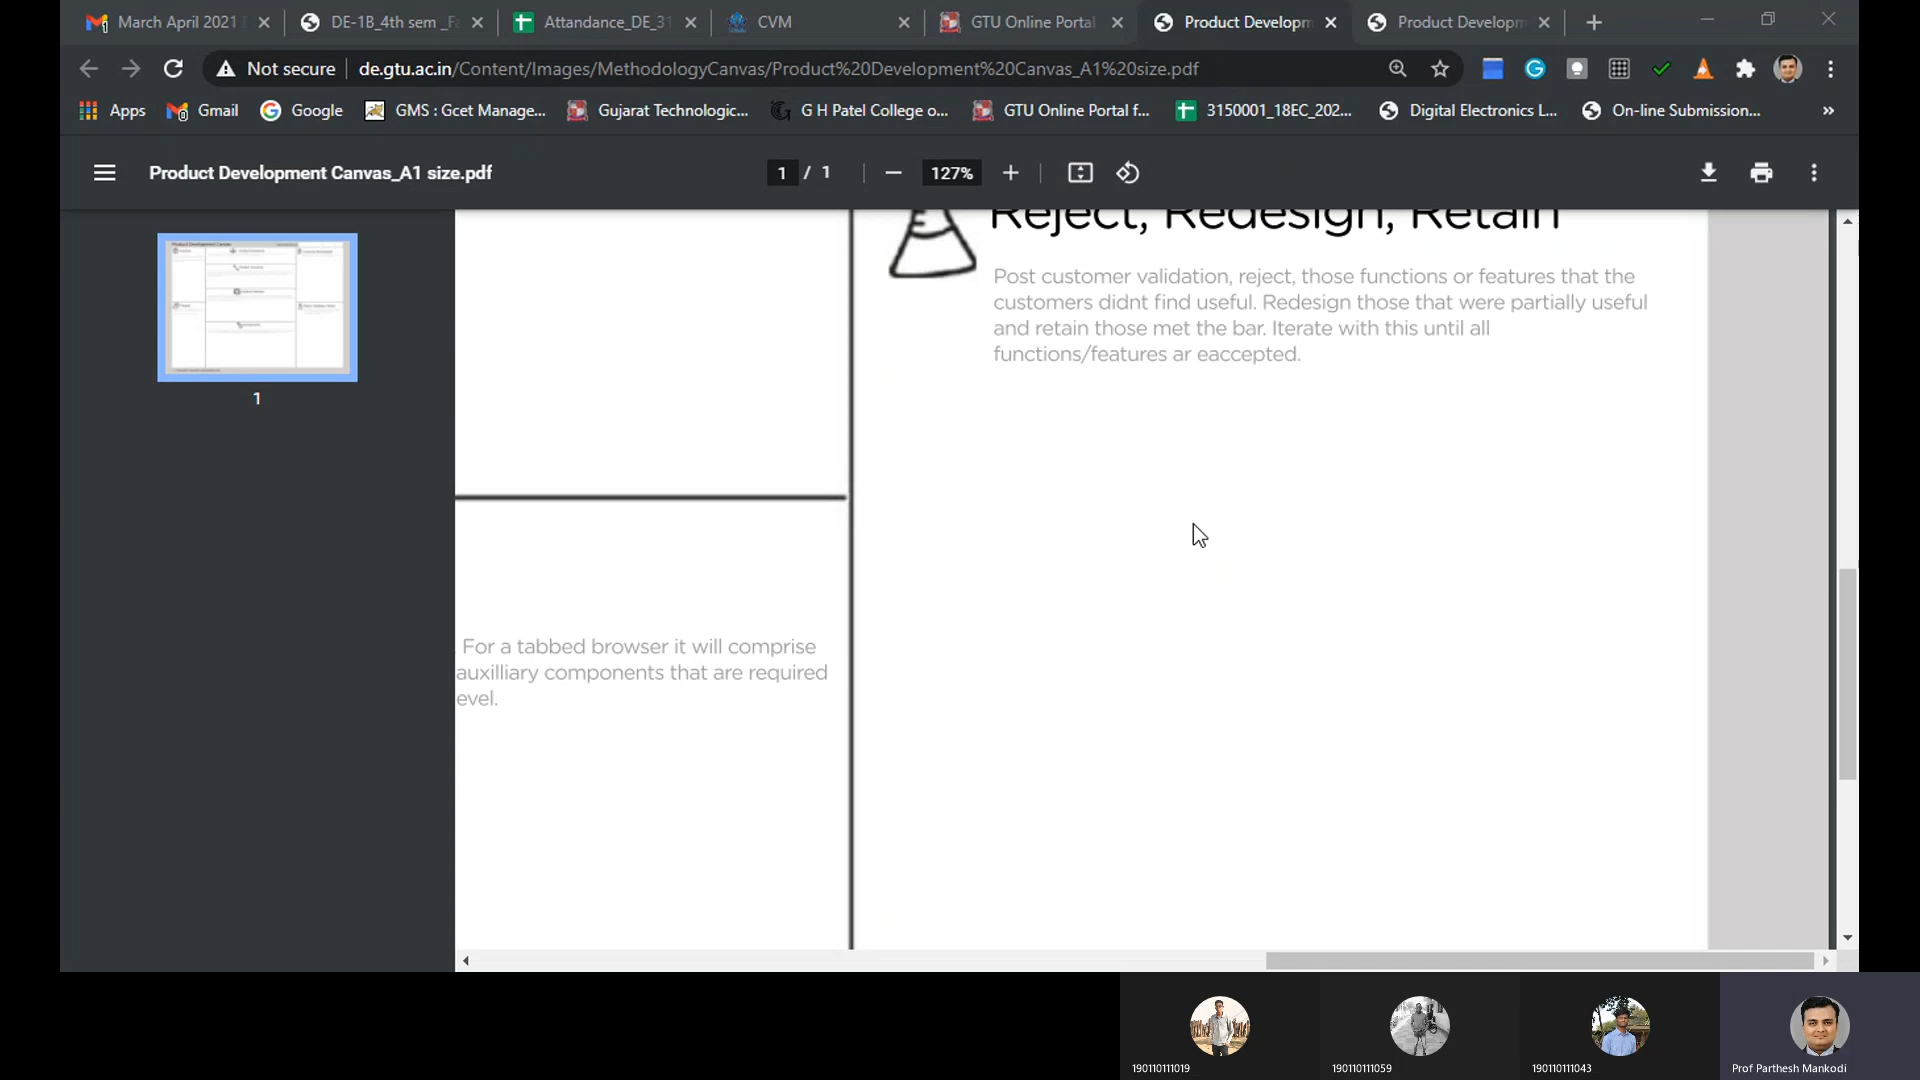 March April 2021
DE-1B_4th sem _Fa
Attandance_DE_31
CVM
GTU Online Portal
Product Developm
Product Developm
Not secure
de.gtu.ac.in/Content/Images/MethodologyCanvas/Product%20Development%20Canvas_A1%20size.pdf
Apps
Gmail
Google
GMS : Gcet Manage...
Gujarat Technologic...
G H Patel College o...
GTU Online Portal f...
3150001_18EC_202...
Digital Electronics L...
On-line Submission...
»
Product Development Canvas_A1 size.pdf
1 / 1
127%
1
Reject, Redesign, Retain
Post customer validation, reject, those functions or features that the
customers didnt find useful. Redesign those that were partially useful
and retain those met the bar. Iterate with this until all
functions/features ar eaccepted.
For a tabbed browser it will comprise
auxilliary components that are required
evel.
190110111019
190110111059
190110111043
Prof Parthesh Mankodi